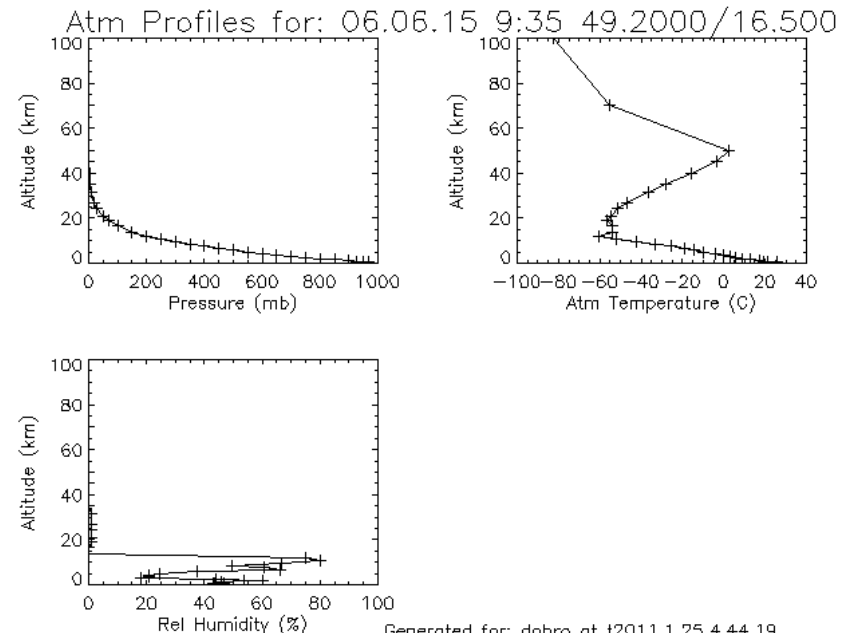 Atm Profiles for: 06.06.15 9:35 49.2000/16.500
100
80
60
40
20
0
Altitude (km)
0 200 400 600 800 1000
Pressure (mb)
100
80
60
40
20
0
Altitude (km)
-100-80 -60 -40 -20 0 20 40
Atm Temperature (C)
100
80
60
40
20
0
Altitude (km)
0 20 40 60 80 100
Rel Humidity (%)
Generated for: dobro at t2011.1.25.4.44.19